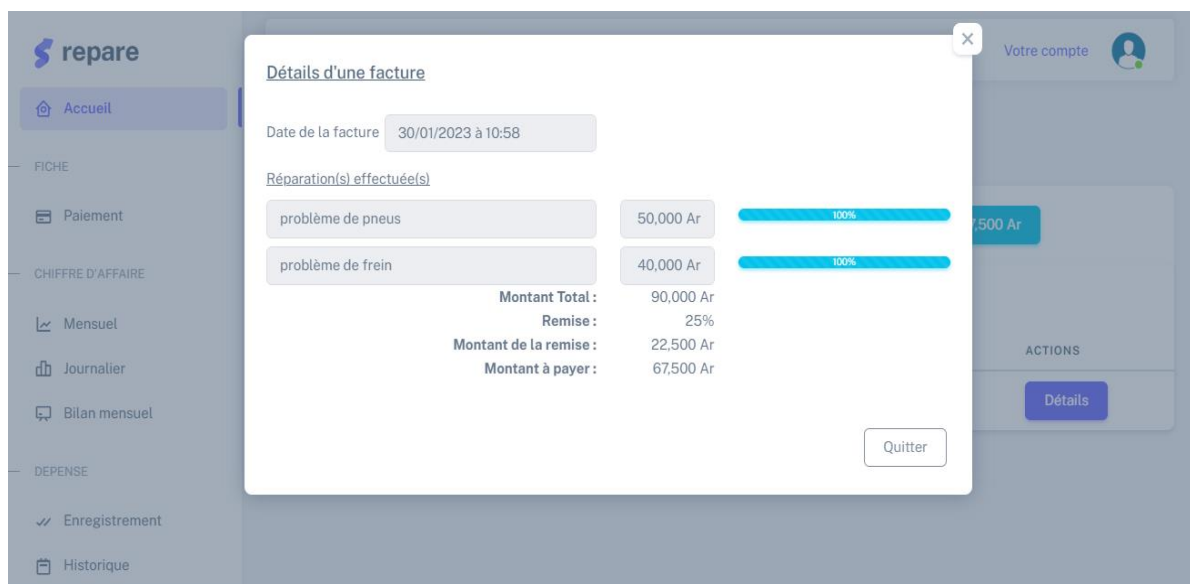 repare
Accueil
FICHE
Paiement
CHIFFRE D'AFFAIRE
Mensuel
Journalier
Bilan mensuel
DEPENSE
Enregistrement
Historique
Votre compte
Détails d'une facture
Date de la facture 30/01/2023 à 10:58
Réparation(s) effectuée(s)
problème de pneus 50,000 Ar 100%
problème de frein 40,000 Ar 100%
Montant Total : 90,000 Ar
Remise : 25%
Montant de la remise : 22,500 Ar
Montant à payer : 67,500 Ar
Quitter
7,500 Ar
ACTIONS
Détails